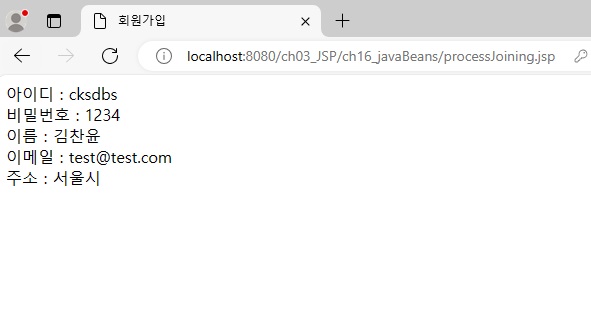 회원가입
localhost:8080/ch03_JSP/ch16_javaBeans/processJoining.jsp
아이디 : cksdbs
비밀번호 : 1234
이름 : 김찬윤
이메일 : test@test.com
주소 : 서울시